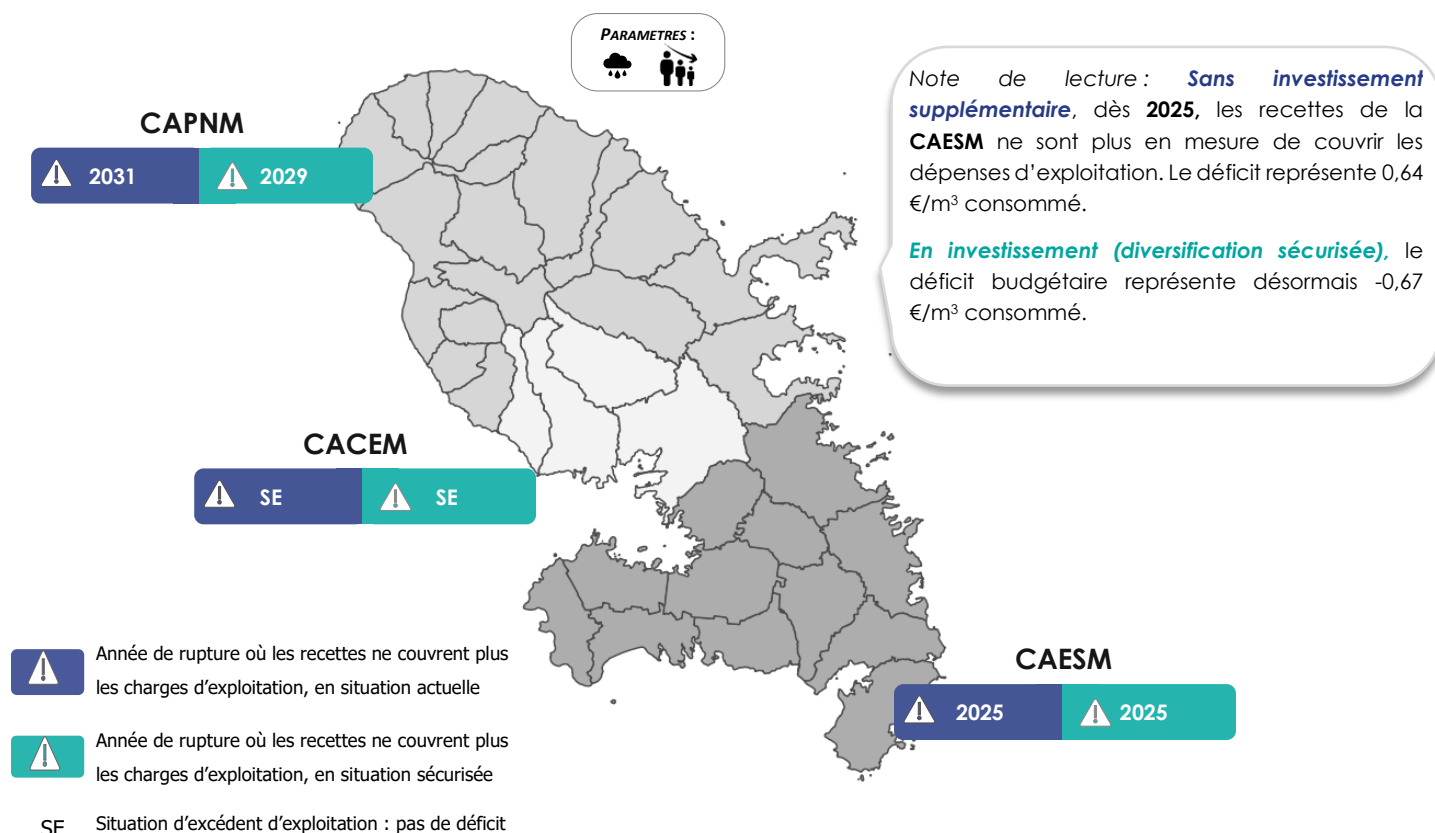 PARAMETRES :
Note de lecture : Sans investissement
supplémentaire, dès 2025, les recettes de la
CAESM ne sont plus en mesure de couvrir les
dépenses d’exploitation. Le déficit représente 0,64
€/m³ consommé.
En investissement (diversification sécurisée), le
déficit budgétaire représente désormais -0,67
€/m³ consommé.
CAPNM
2031 2029
CACEM
SE SE
CAESM
2025 2025
Année de rupture où les recettes ne couvrent plus
les charges d’exploitation, en situation actuelle
Année de rupture où les recettes ne couvrent plus
les charges d’exploitation, en situation sécurisée
SE Situation d’excédent d’exploitation : pas de déficit